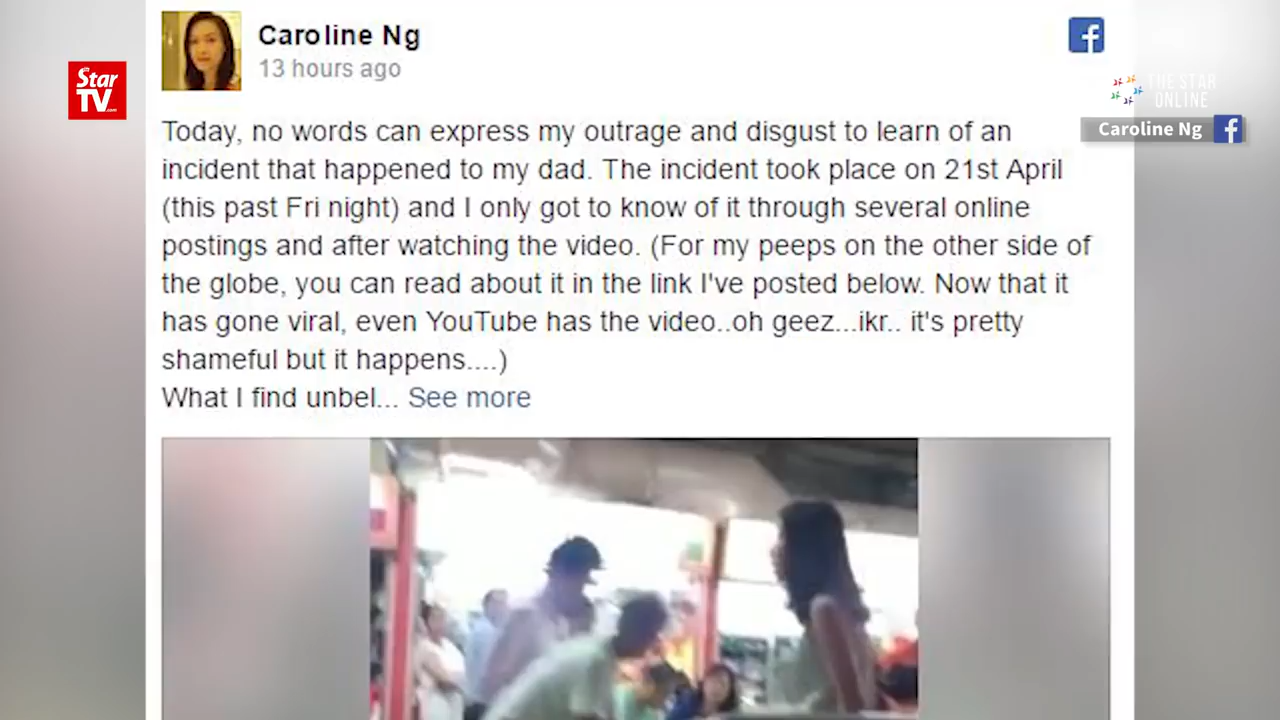 Caroline Ng
13 hours ago
Star
TV.com
THE STAR
ONLINE
Caroline Ng
Today, no words can express my outrage and disgust to learn of an
incident that happened to my dad. The incident took place on 21st April
(this past Fri night) and I only got to know of it through several online
postings and after watching the video. (For my peeps on the other side of
the globe, you can read about it in the link I've posted below. Now that it
has gone viral, even YouTube has the video..oh geez...ikr.. it's pretty
shameful but it happens....)
What I find unbel... See more